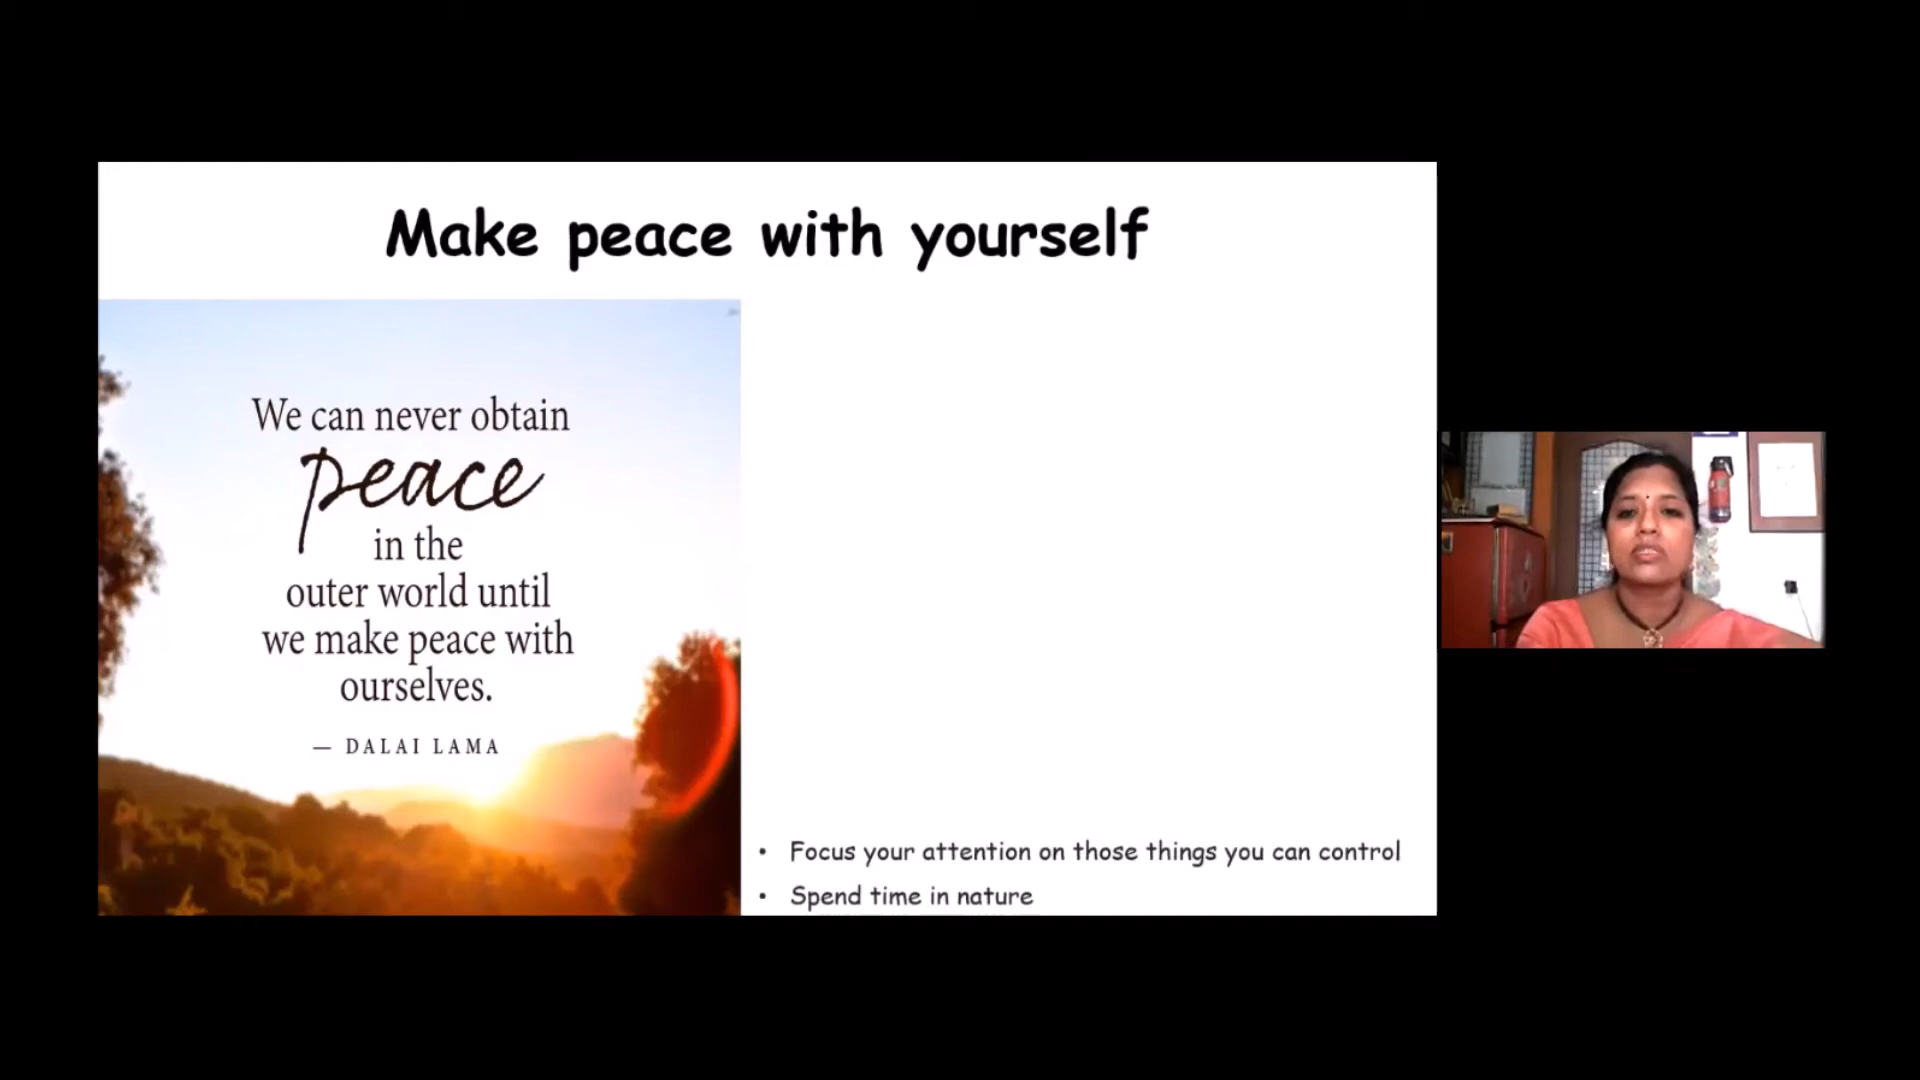 Make peace with yourself
We can never obtain
peace
in the
outer world until
we make peace with
ourselves.
— DALAI LAMA
• Focus your attention on those things you can control
• Spend time in nature